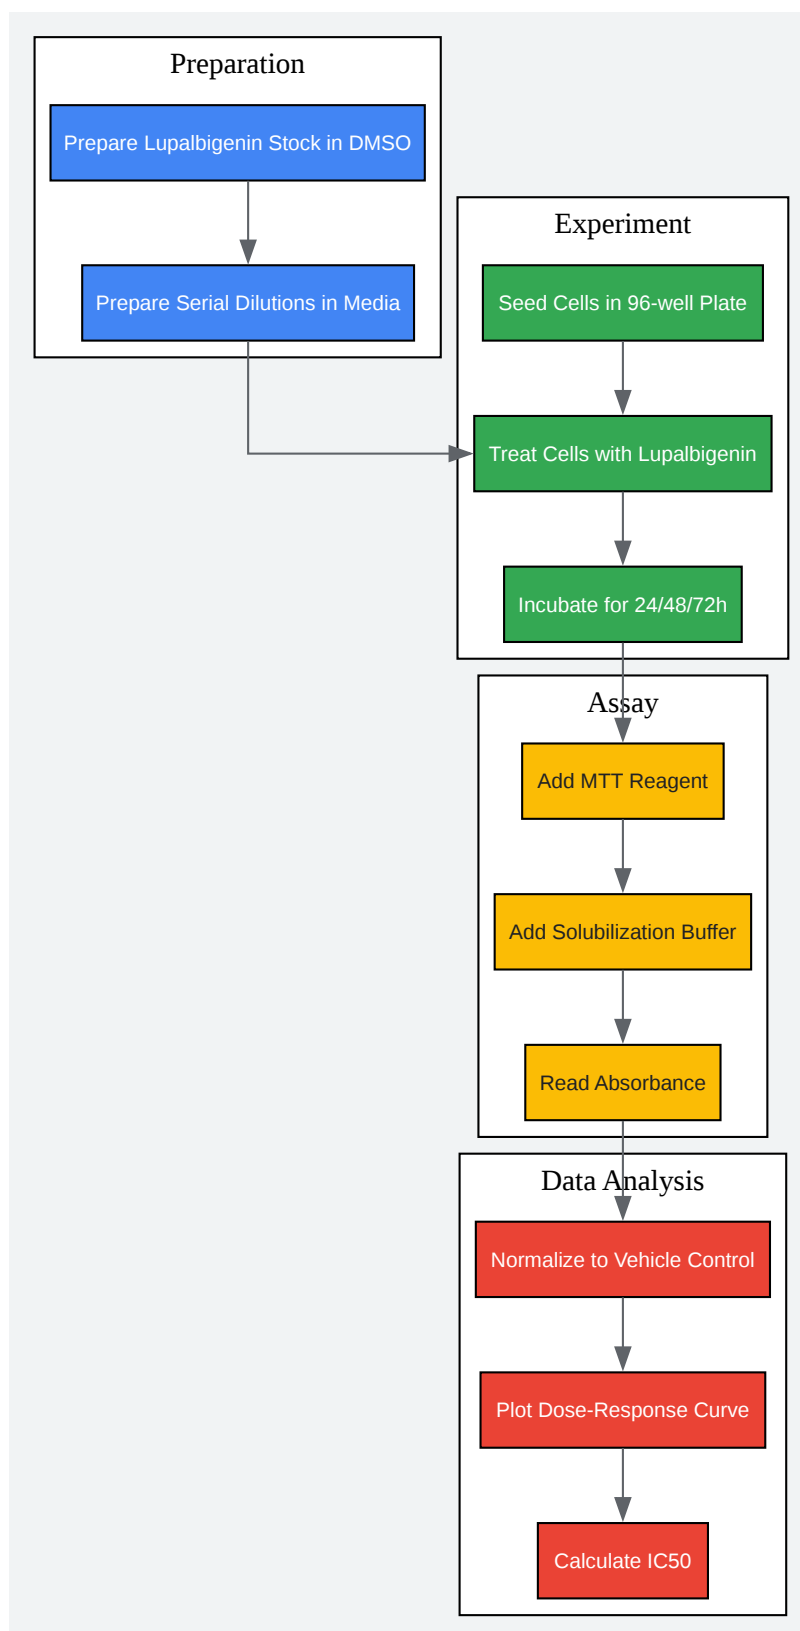 Preparation
Prepare Lupalbigenin Stock in DMSO
Prepare Serial Dilutions in Media
Experiment
Seed Cells in 96-well Plate
Treat Cells with Lupalbigenin
Incubate for 24/48/72h
Assay
Add MTT Reagent
Add Solubilization Buffer
Read Absorbance
Data Analysis
Normalize to Vehicle Control
Plot Dose-Response Curve
Calculate IC50